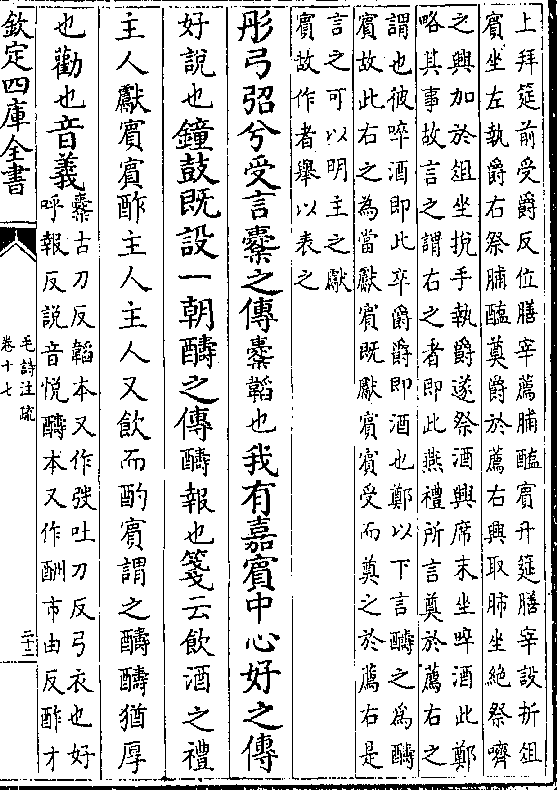 上拜筵前受爵反位膳宰薦脯醢賓升筵膳宰設折俎
賓坐左執爵右祭脯醢奠爵於薦右興取肺坐絶祭嚌
之興加於俎坐挩手執爵遂祭酒興席末坐啐酒此鄭
略其事故言之謂右之者即此燕禮所言奠於薦右之
謂也彼啐酒即此卒爵爵即酒也鄭以下言醻之為醻
賓故此右之為當獻賓既獻賓賓受而奠之於薦右是
言之可以明主之獻
賓故作者舉以表之
彤弓弨兮受言櫜之傳櫜韜也我有嘉賓中心好之傳
好說也鐘鼓既設一朝醻之傳醻報也箋云飲酒之禮
主人獻賓賓酢主人主人又飲而酌賓謂之醻醻猶厚
也勸也音義櫜古刀反韜本又作弢吐刀反弓衣也好
呼報反説音悦醻本又作酬市由反酢才
欽定四庫全書
毛詩注疏
卷十七
二十二